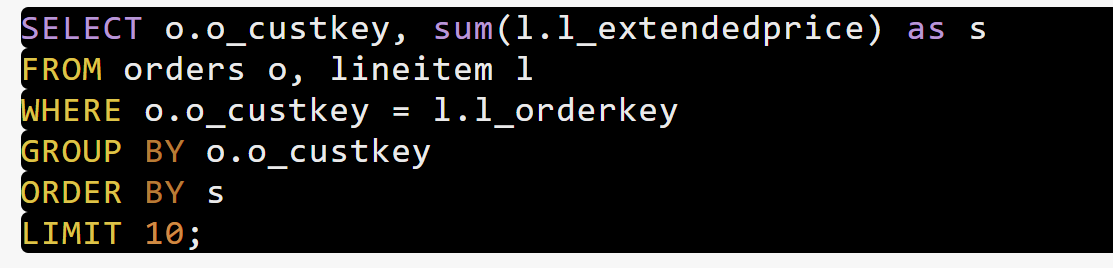 SELECT o.o_custkey, sum(l.l_extendedprice) as s
FROM orders o, lineitem l
WHERE o.o_custkey = l.l_orderkey
GROUP BY o.o_custkey
ORDER BY s
LIMIT 10;